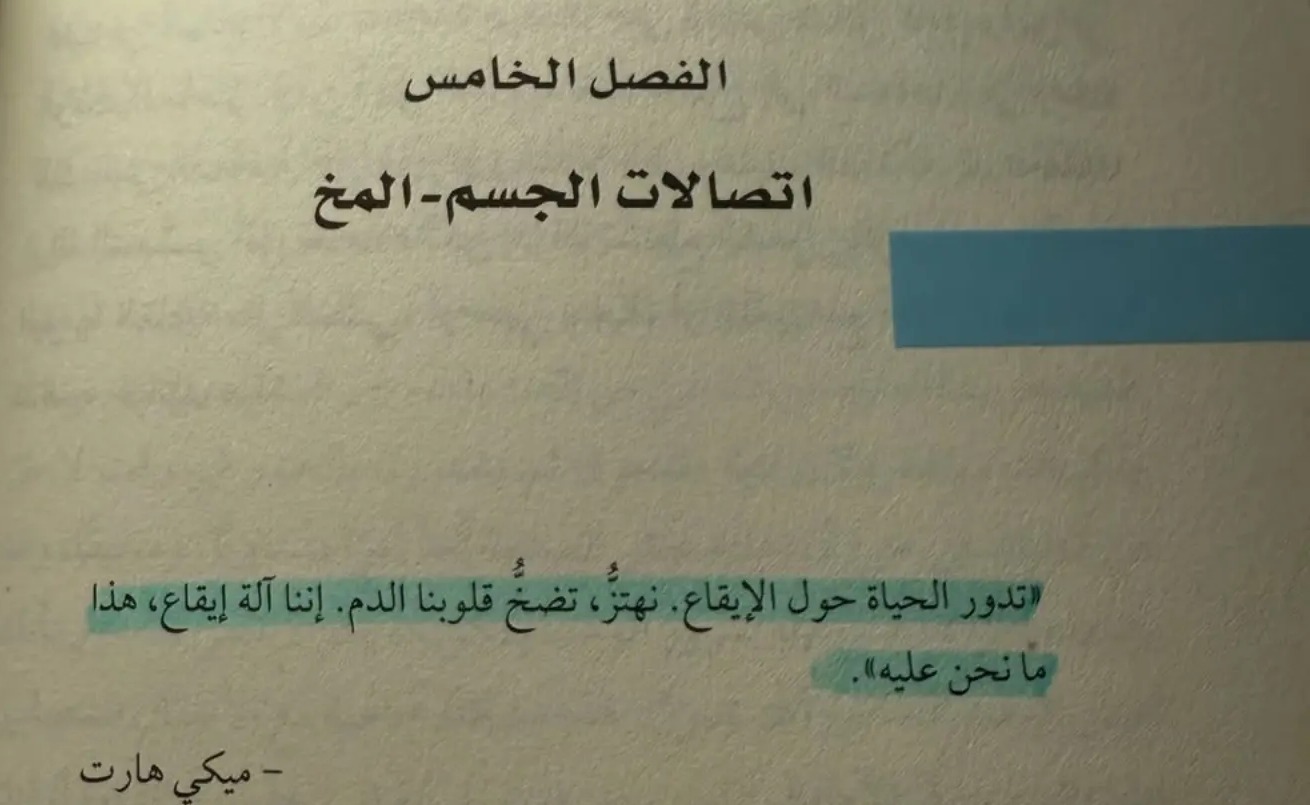 الفصل الخامس
اتصالات الجسم-المخ
«تدور الحياة حول الإيقاع. نهتزُّ، تضخُّ قلوبنا الدم. إننا آلة إيقاع، هذا
ما نحن عليه».
– ميكي هارت